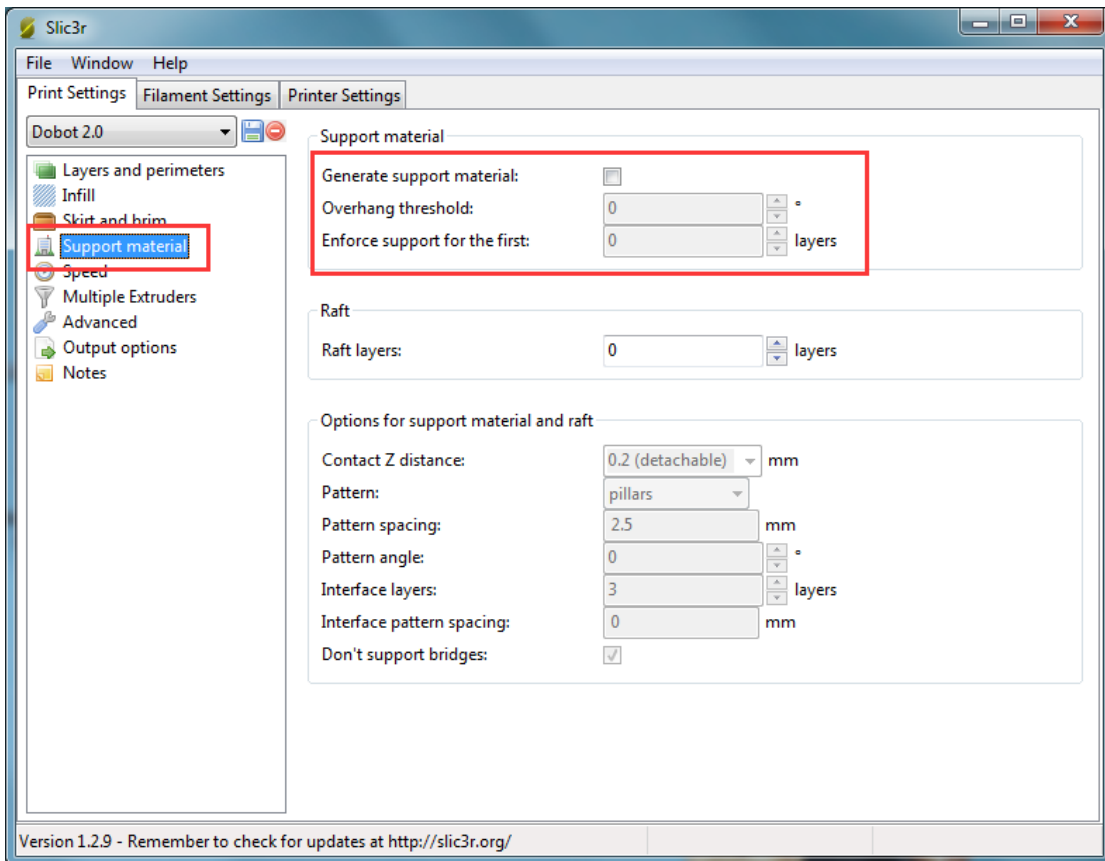 Slic3r
File Window Help
Print Settings Filament Settings Printer Settings
Dobot 2.0
Layers and perimeters
Infill
Skirt and brim
Support material
Speed
Multiple Extruders
Advanced
Output options
Notes
Support material
Generate support material:
Overhang threshold: 0 °
Enforce support for the first: 0 layers
Raft
Raft layers: 0 layers
Options for support material and raft
Contact Z distance: 0.2 (detachable) mm
Pattern: pillars
Pattern spacing: 2.5 mm
Pattern angle: 0 °
Interface layers: 3 layers
Interface pattern spacing: 0 mm
Don't support bridges:
Version 1.2.9 - Remember to check for updates at http://slic3r.org/